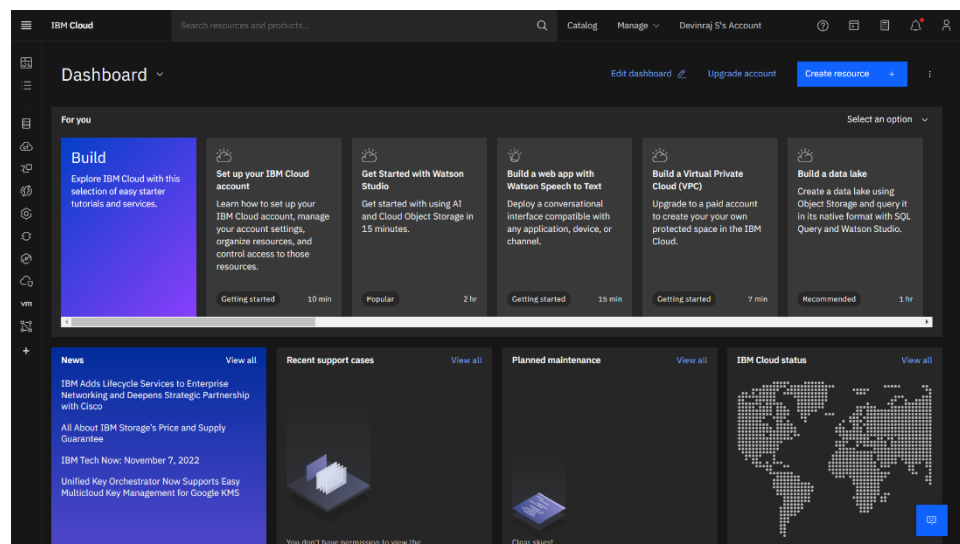 IBM Cloud
Search resources and products...
Catalog
Manage
Devinraj S's Account
Dashboard
Edit dashboard
Upgrade account
Create resource +
For you
Select an option
Build
Explore IBM Cloud with this
selection of easy starter
tutorials and services.
Set up your IBM Cloud
account
Learn how to set up your
IBM Cloud account, manage
your account settings,
organize resources, and
control access to those
resources.
Getting started
10 min
Get Started with Watson
Studio
Get started with using AI
and Cloud Object Storage in
15 minutes.
Popular
2 hr
Build a web app with
Watson Speech to Text
Deploy a conversational
interface compatible with
any application, device, or
channel.
Getting started
15 min
Build a Virtual Private
Cloud (VPC)
Upgrade to a paid account
to create your your own
protected space in the IBM
Cloud.
Getting started
7 min
Build a data lake
Create a data lake using
Object Storage and query it
in its native format with SQL
Query and Watson Studio.
Recommended
1 hr
vm
News
View all
IBM Adds Lifecycle Services to Enterprise
Networking and Deepens Strategic Partnership
with Cisco
All About IBM Storage's Price and Supply
Guarantee
IBM Tech Now: November 7, 2022
Unified Key Orchestrator Now Supports Easy
Multicloud Key Management for Google KMS
Recent support cases
View all
You don't have permission to view the
Planned maintenance
View all
Clear skies!
IBM Cloud status
View all